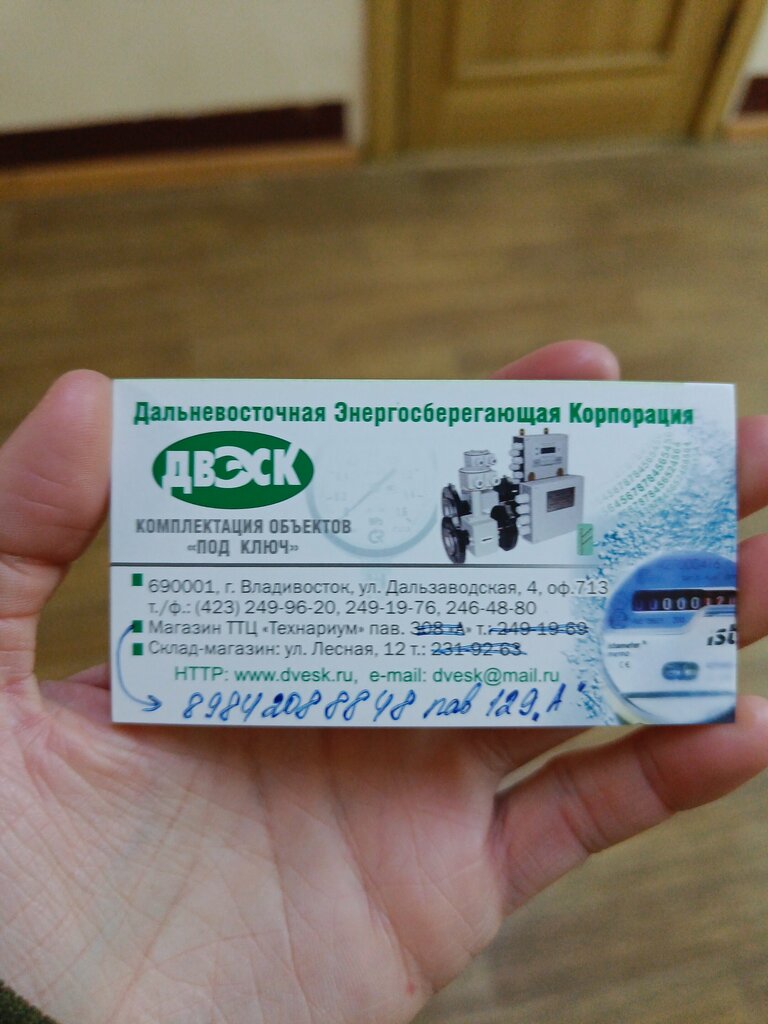 Дальневосточная Энергосберегающая Корпорация
ДВЭСК
КОМПЛЕКТАЦИЯ ОБЪЕКТОВ
«ПОД КЛЮЧ»
690001, г. Владивосток, ул. Дальзаводская, 4, оф.713
т./ф.: (423) 249-96-20, 249-19-76, 246-48-80
Магазин ТТЦ «Технариум» пав. 308 «А» т.: 249-19-69
Склад-магазин: ул. Лесная, 12 т.: 231-92-63
HTTP: www.dvesk.ru, e-mail: dvesk@mail.ru
89842088848 пав 129 "А"